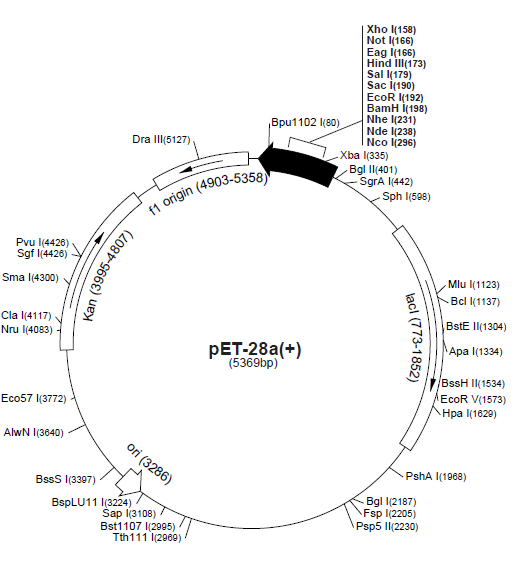 Xho I(158)
Not I(166)
Eag I(166)
Hind III(173)
Sal I(179)
Sac I(190)
EcoR I(192)
BamH I(198)
Nhe I(231)
Nde I(238)
Nco I(296)
Bpu1102 I(80)
Xba I(335)
Bgl II(401)
SgrA I(442)
Sph I(598)
Dra III(5127)
f1 origin (4903-5358)
Pvu I(4426)
Sgf I(4426)
Sma I(4300)
Cla I(4117)
Nru I(4083)
Kan (3995-4807)
Mlu I(1123)
Bcl I(1137)
BstE II(1304)
Apa I(1334)
lacI (773-1852)
BssH II(1534)
EcoR V(1573)
Hpa I(1629)
pET-28a(+)
(5369bp)
Eco57 I(3772)
AlwN I(3640)
ori (3286)
BssS I(3397)
BspLU11 I(3224)
Sap I(3108)
Bst1107 I(2995)
Tth111 I(2969)
PshA I(1968)
Bgl I(2187)
Fsp I(2205)
Psp5 II(2230)